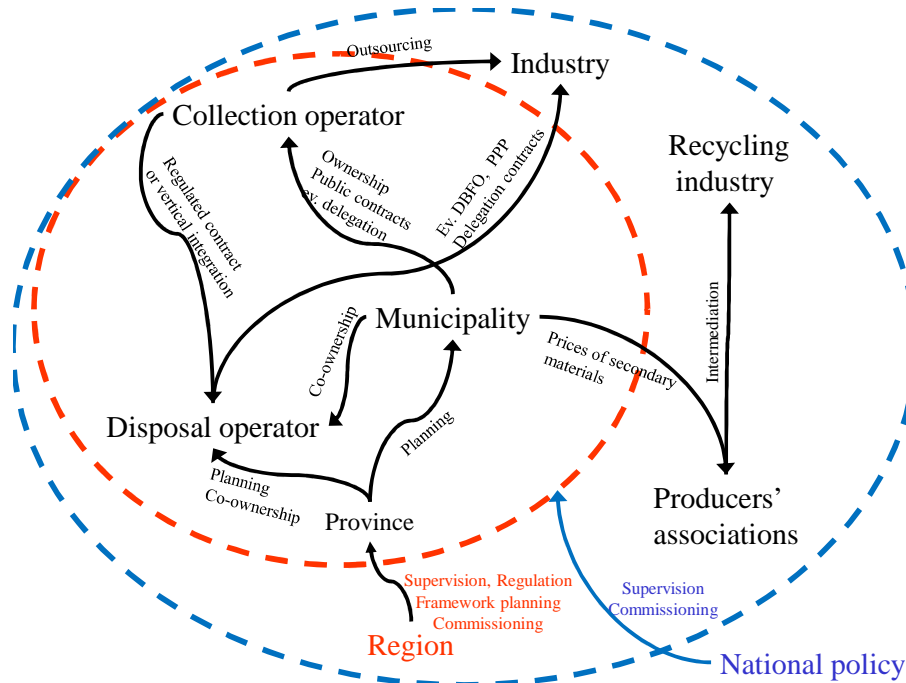 Outsourcing
Industry
Collection operator
Recycling
industry
Ownership
Public contracts
ev. delegation
Ev. DBFO, PPP
Delegation contracts
Regulated contract
or vertical integration
Municipality
Co-ownership
Prices of secondary
materials
Intermediation
Disposal operator
Planning
Planning
Co-ownership
Province
Producers’
associations
Supervision, Regulation
Framework planning
Commissioning
Region
Supervision
Commissioning
National policy